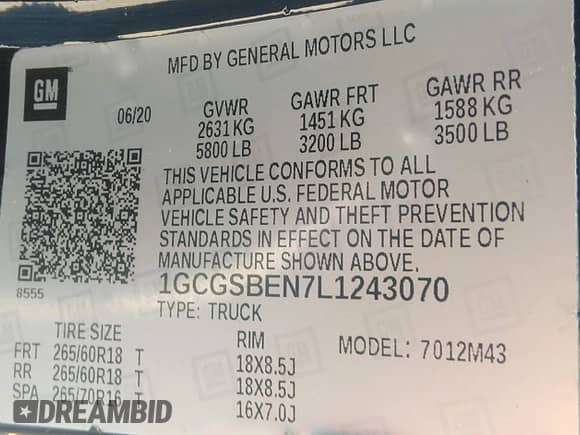 MFD BY GENERAL MOTORS LLC
GM
06/20 GVWR GAWR FRT GAWR RR
2631 KG 1451 KG 1588 KG
5800 LB 3200 LB 3500 LB
THIS VEHICLE CONFORMS TO ALL
APPLICABLE U.S. FEDERAL MOTOR
VEHICLE SAFETY AND THEFT PREVENTION
STANDARDS IN EFFECT ON THE DATE OF
MANUFACTURE SHOWN ABOVE.
8555
1GCGSBEN7L1243070
TYPE: TRUCK
TIRE SIZE RIM MODEL: 7012M43
FRT 265/60R18 T 18X8.5J
RR 265/60R18 T 18X8.5J
SPA 265/70R16 T 16X7.0J
DREAMBID